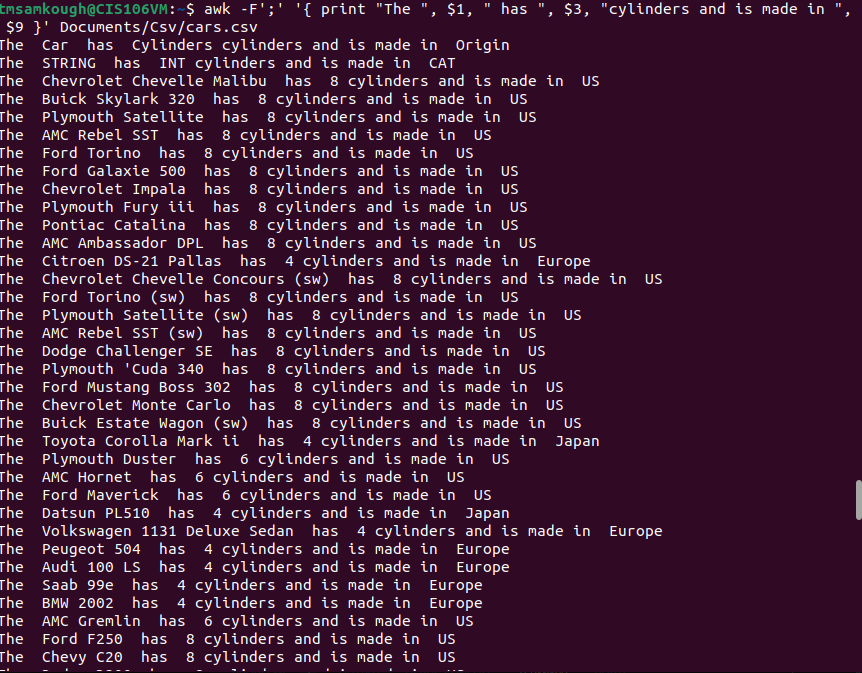 tmsamkough@CIS106VM:~$ awk -F';' '{ print "The ", $1, " has ", $3, "cylinders and is made in ",
 $9 }' Documents/Csv/cars.csv
The  Car  has  Cylinders cylinders and is made in  Origin
The  STRING  has  INT cylinders and is made in  CAT
The  Chevrolet Chevelle Malibu  has  8 cylinders and is made in  US
The  Buick Skylark 320  has  8 cylinders and is made in  US
The  Plymouth Satellite  has  8 cylinders and is made in  US
The  AMC Rebel SST  has  8 cylinders and is made in  US
The  Ford Torino  has  8 cylinders and is made in  US
The  Ford Galaxie 500  has  8 cylinders and is made in  US
The  Chevrolet Impala  has  8 cylinders and is made in  US
The  Plymouth Fury iii  has  8 cylinders and is made in  US
The  Pontiac Catalina  has  8 cylinders and is made in  US
The  AMC Ambassador DPL  has  8 cylinders and is made in  US
The  Citroen DS-21 Pallas  has  4 cylinders and is made in  Europe
The  Chevrolet Chevelle Concours (sw)  has  8 cylinders and is made in  US
The  Ford Torino (sw)  has  8 cylinders and is made in  US
The  Plymouth Satellite (sw)  has  8 cylinders and is made in  US
The  AMC Rebel SST (sw)  has  8 cylinders and is made in  US
The  Dodge Challenger SE  has  8 cylinders and is made in  US
The  Plymouth 'Cuda 340  has  8 cylinders and is made in  US
The  Ford Mustang Boss 302  has  8 cylinders and is made in  US
The  Chevrolet Monte Carlo  has  8 cylinders and is made in  US
The  Buick Estate Wagon (sw)  has  8 cylinders and is made in  US
The  Toyota Corolla Mark ii  has  4 cylinders and is made in  Japan
The  Plymouth Duster  has  6 cylinders and is made in  US
The  AMC Hornet  has  6 cylinders and is made in  US
The  Ford Maverick  has  6 cylinders and is made in  US
The  Datsun PL510  has  4 cylinders and is made in  Japan
The  Volkswagen 1131 Deluxe Sedan  has  4 cylinders and is made in  Europe
The  Peugeot 504  has  4 cylinders and is made in  Europe
The  Audi 100 LS  has  4 cylinders and is made in  Europe
The  Saab 99e  has  4 cylinders and is made in  Europe
The  BMW 2002  has  4 cylinders and is made in  Europe
The  AMC Gremlin  has  6 cylinders and is made in  US
The  Ford F250  has  8 cylinders and is made in  US
The  Chevy C20  has  8 cylinders and is made in  US